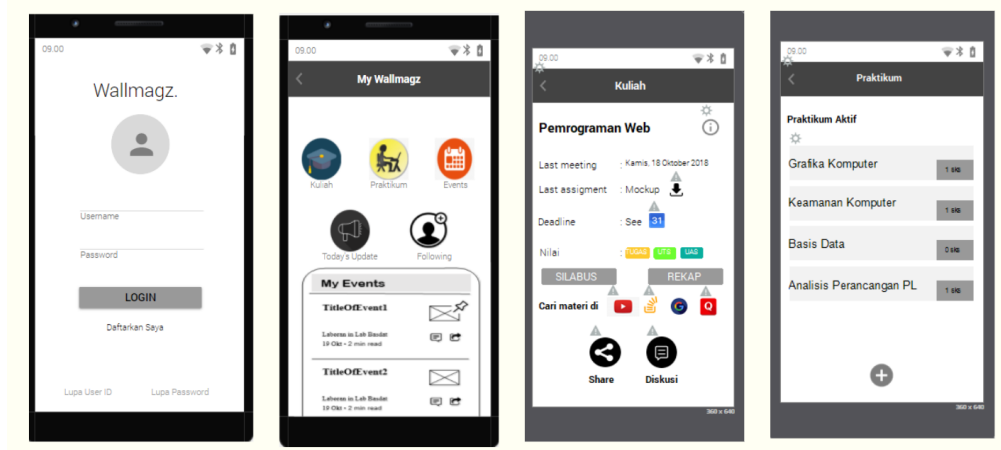 09.00
Wallmagz.
Username
Password
LOGIN
Daftarkan Saya
Lupa User ID Lupa Password
09.00
My Wallmagz
Kuliah Praktikum Events
Today's Update Following
My Events
TitleOfEvent1
Laboran in Lab Basdat
19 Okt • 2 min read
TitleOfEvent2
Laboran in Lab Basdat
19 Okt • 2 min read
09.00
Kuliah
Pemrograman Web
Last meeting : Kamis, 18 Oktober 2018
Last assigment : Mockup
Deadline : See 31
Nilai : TUGAS UTS UAS
SILABUS REKAP
Cari materi di
Share Diskusi
360 x 640
09.00
Praktikum
Praktikum Aktif
Grafika Komputer 1 sks
Keamanan Komputer 1 sks
Basis Data 0 sks
Analisis Perancangan PL 1 sks
360 x 640